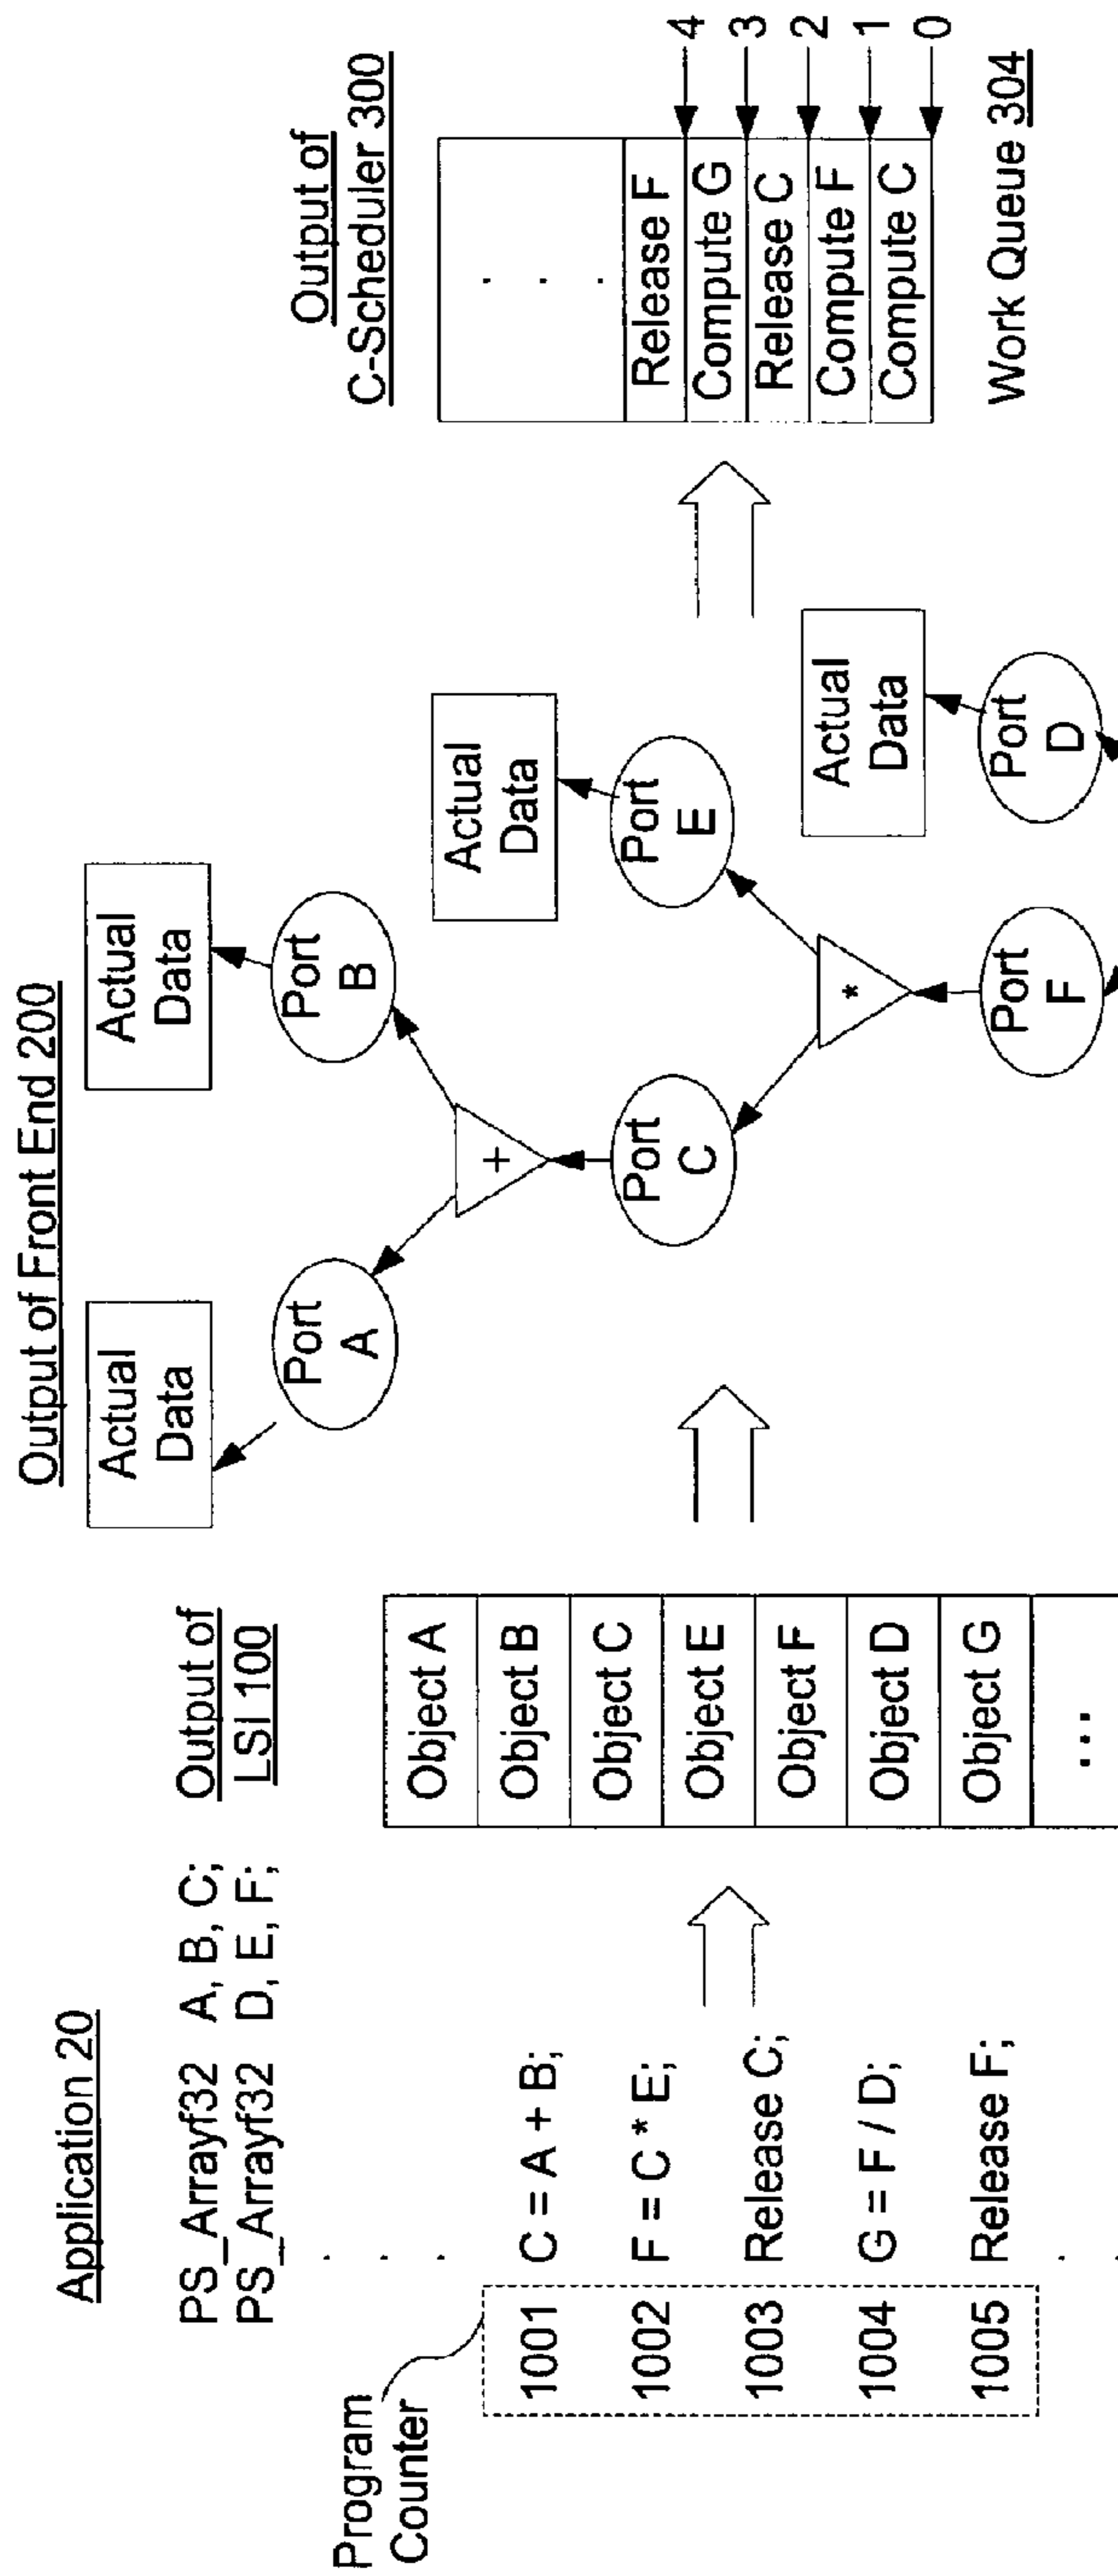 Application 20
PS_Arrayf32 A, B, C;
PS_Arrayf32 D, E, F;
.
.
.
Program
Counter
1001 C = A + B;
1002 F = C * E;
1003 Release C;
1004 G = F / D;
1005 Release F;
.
.
Output of
LSI 100
Object A
Object B
Object C
Object E
Object F
Object D
Object G
...
Output of Front End 200
Actual
Data
Actual
Data
Port
A
Port
B
+
Actual
Data
Port
C
Port
E
*
Actual
Data
Port
F
Port
D
Output of
C-Scheduler 300
.
.
.
Release F
4
Compute G
3
Release C
2
Compute F
1
Compute C
0
Work Queue 304